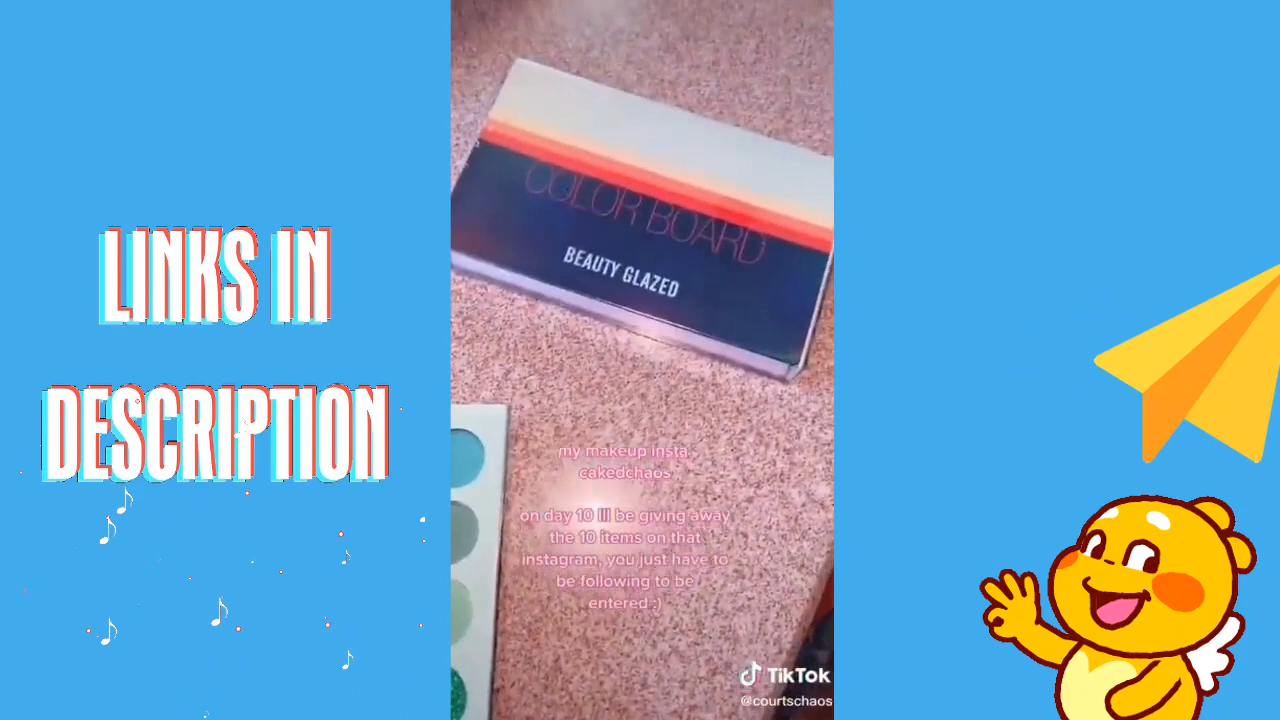 LINKS IN
DESCRIPTION
COLOR BOARD
BEAUTY GLAZED
my makeup insta
cakedchaos
on day 10 Ill be giving away
the 10 items on that
instagram, you just have to
be following to be
entered :)
TikTok
@courtschaos